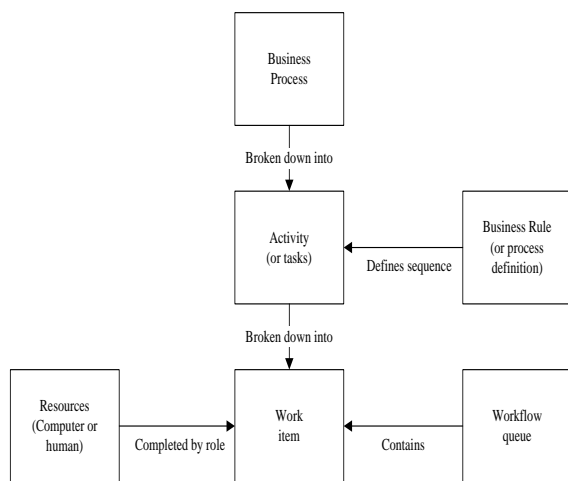 Business
Process
Broken down into
Activity
(or tasks)
Business Rule
(or process
definition)
Defines sequence
Broken down into
Resources
(Computer or
human)
Completed by role
Work
item
Contains
Workflow
queue